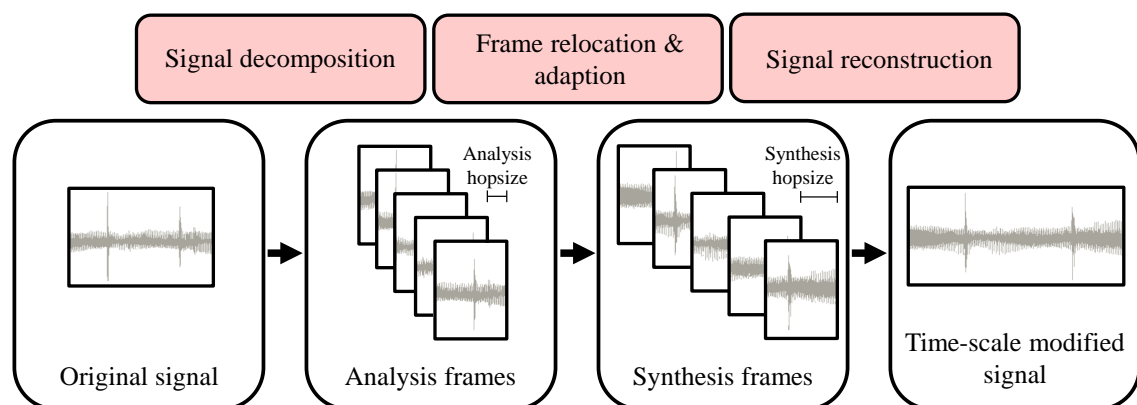 Signal decomposition
Frame relocation &
adaption
Signal reconstruction
Analysis
hopsize
Synthesis
hopsize
Original signal
Analysis frames
Synthesis frames
Time-scale modified
signal